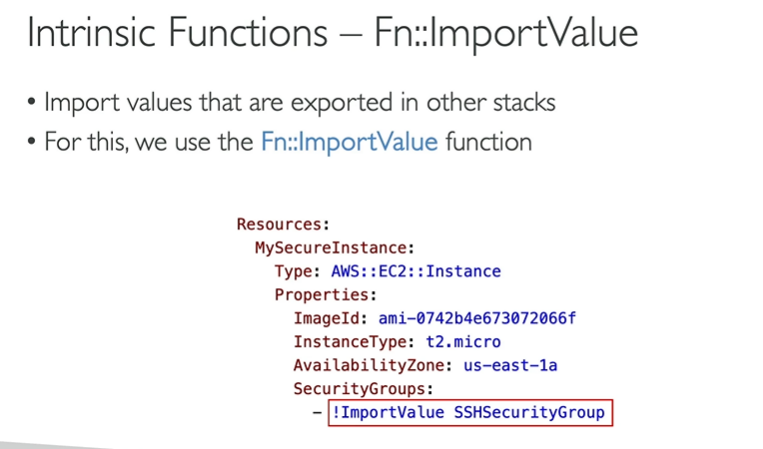 Intrinsic Functions – Fn::ImportValue
• Import values that are exported in other stacks
• For this, we use the Fn::ImportValue function
Resources:
  MySecureInstance:
    Type: AWS::EC2::Instance
    Properties:
      ImageId: ami-0742b4e673072066f
      InstanceType: t2.micro
      AvailabilityZone: us-east-1a
      SecurityGroups:
        - !ImportValue SSHSecurityGroup